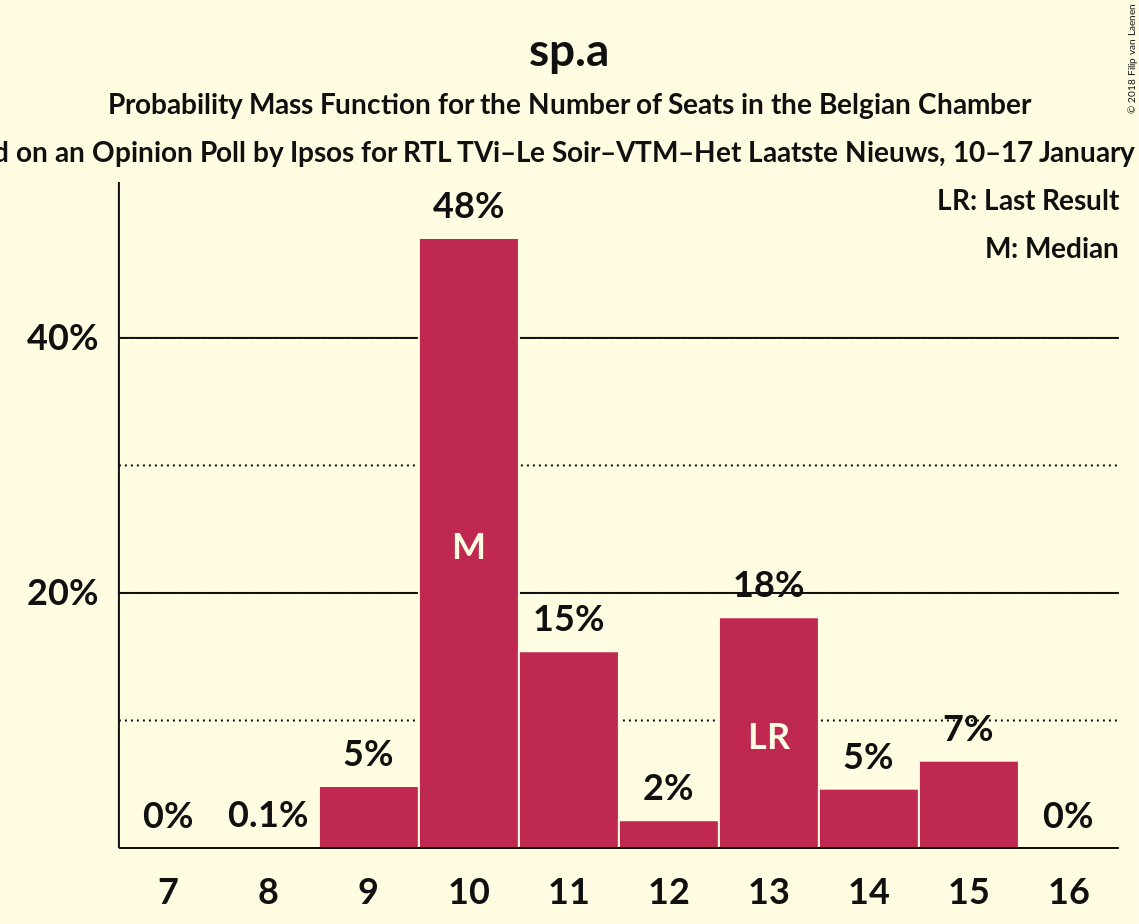 sp.a
Probability Mass Function for the Number of Seats in the Belgian Chamber
on an Opinion Poll by Ipsos for RTL TVi–Le Soir–VTM–Het Laatste Nieuws, 10–17 January
© 2018 Filip van Laenen
LR: Last Result
M: Median
48%
40%
M
20%
18%
15%
LR
7%
5%
5%
2%
0%
0.1%
0%
7 8 9 10 11 12 13 14 15 16